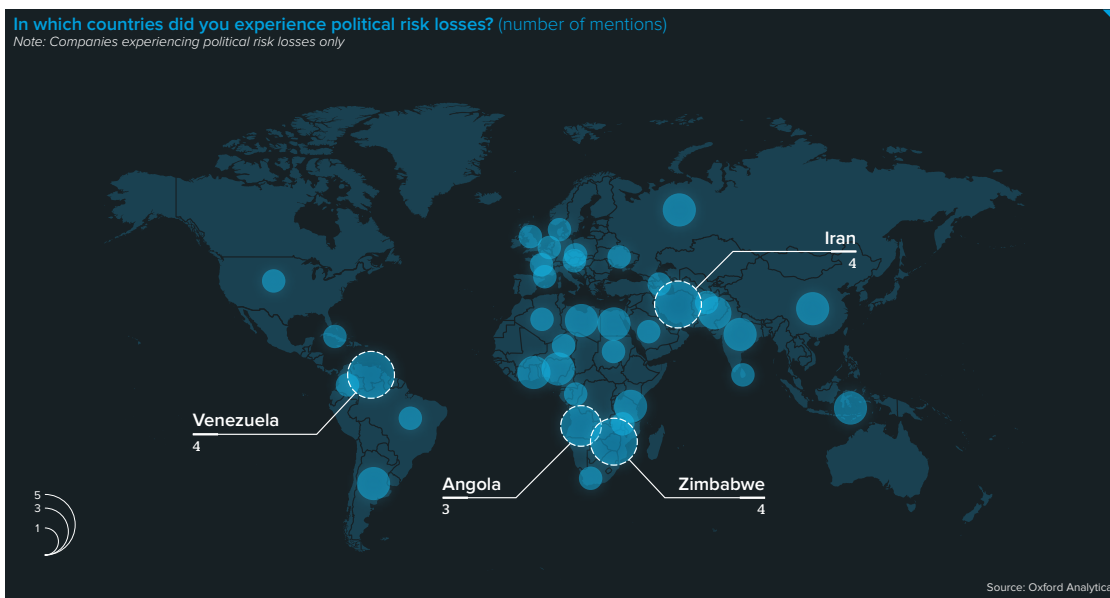 In which countries did you experience political risk losses? (number of mentions)
Note: Companies experiencing political risk losses only
Iran
4
Venezuela
4
Angola
3
Zimbabwe
4
5
3
1
Source: Oxford Analytica